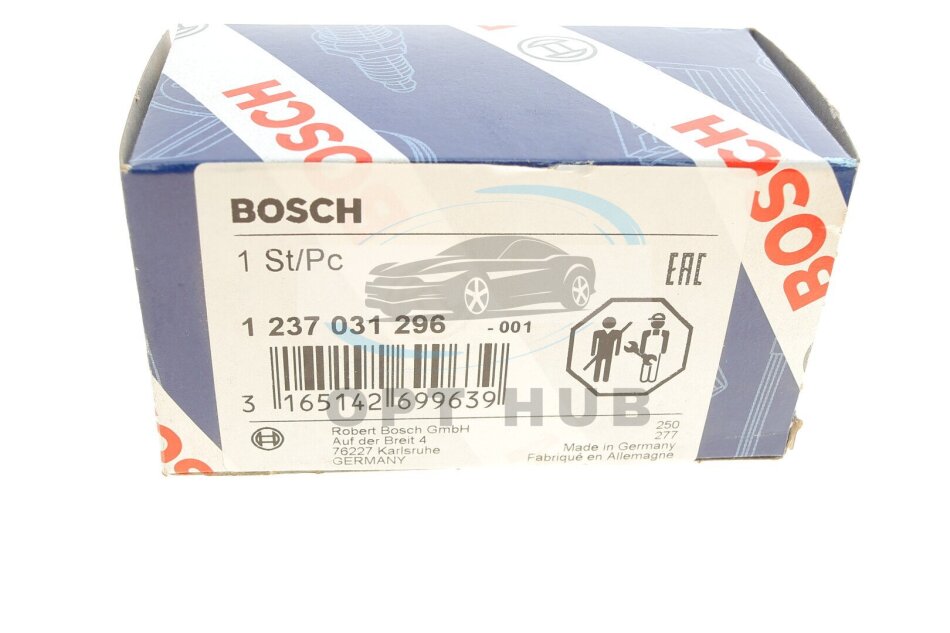 BOSCH
BOSCH
BOSCH
BOSCH
1 St/Pc
EAC
1 237 031 296 - 001
3 165142 699639
OPT HUB
Robert Bosch GmbH
Auf der Breit 4
76227 Karlsruhe
GERMANY
250
277
Made in Germany
Fabriqué en Allemagne